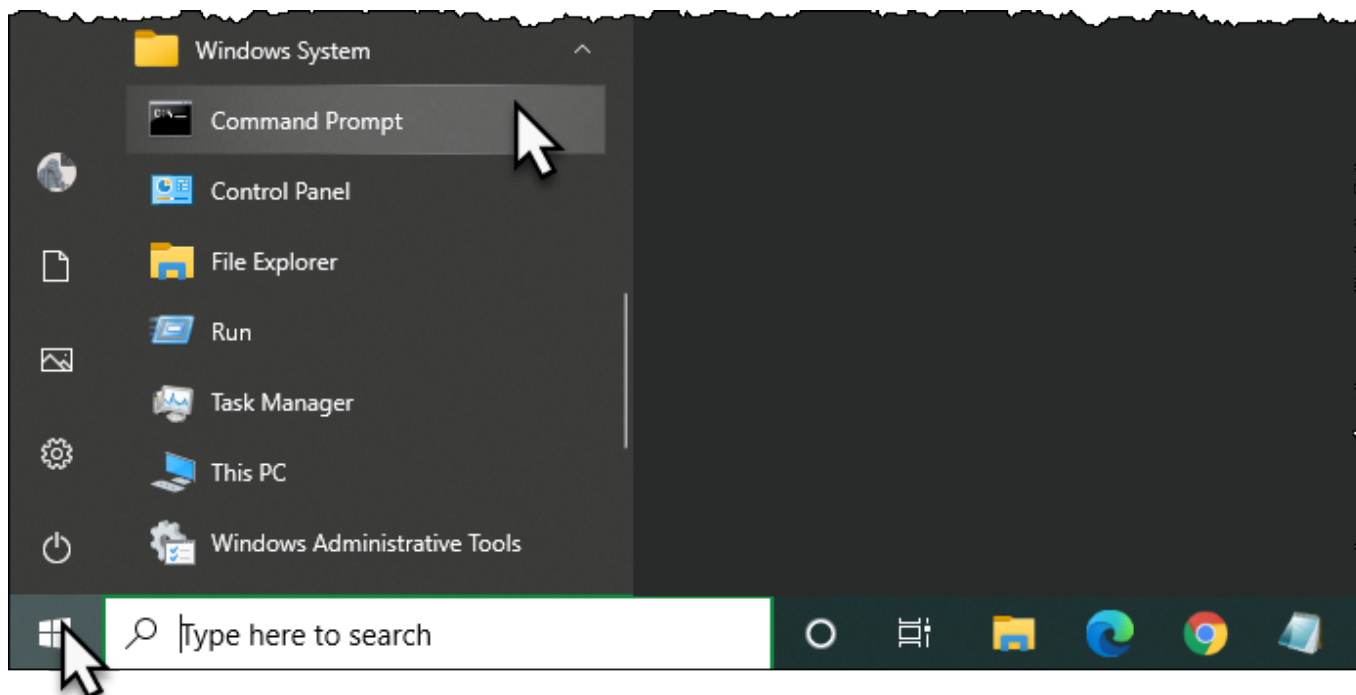 Windows System
Command Prompt
Control Panel
File Explorer
Run
Task Manager
This PC
Windows Administrative Tools
Type here to search